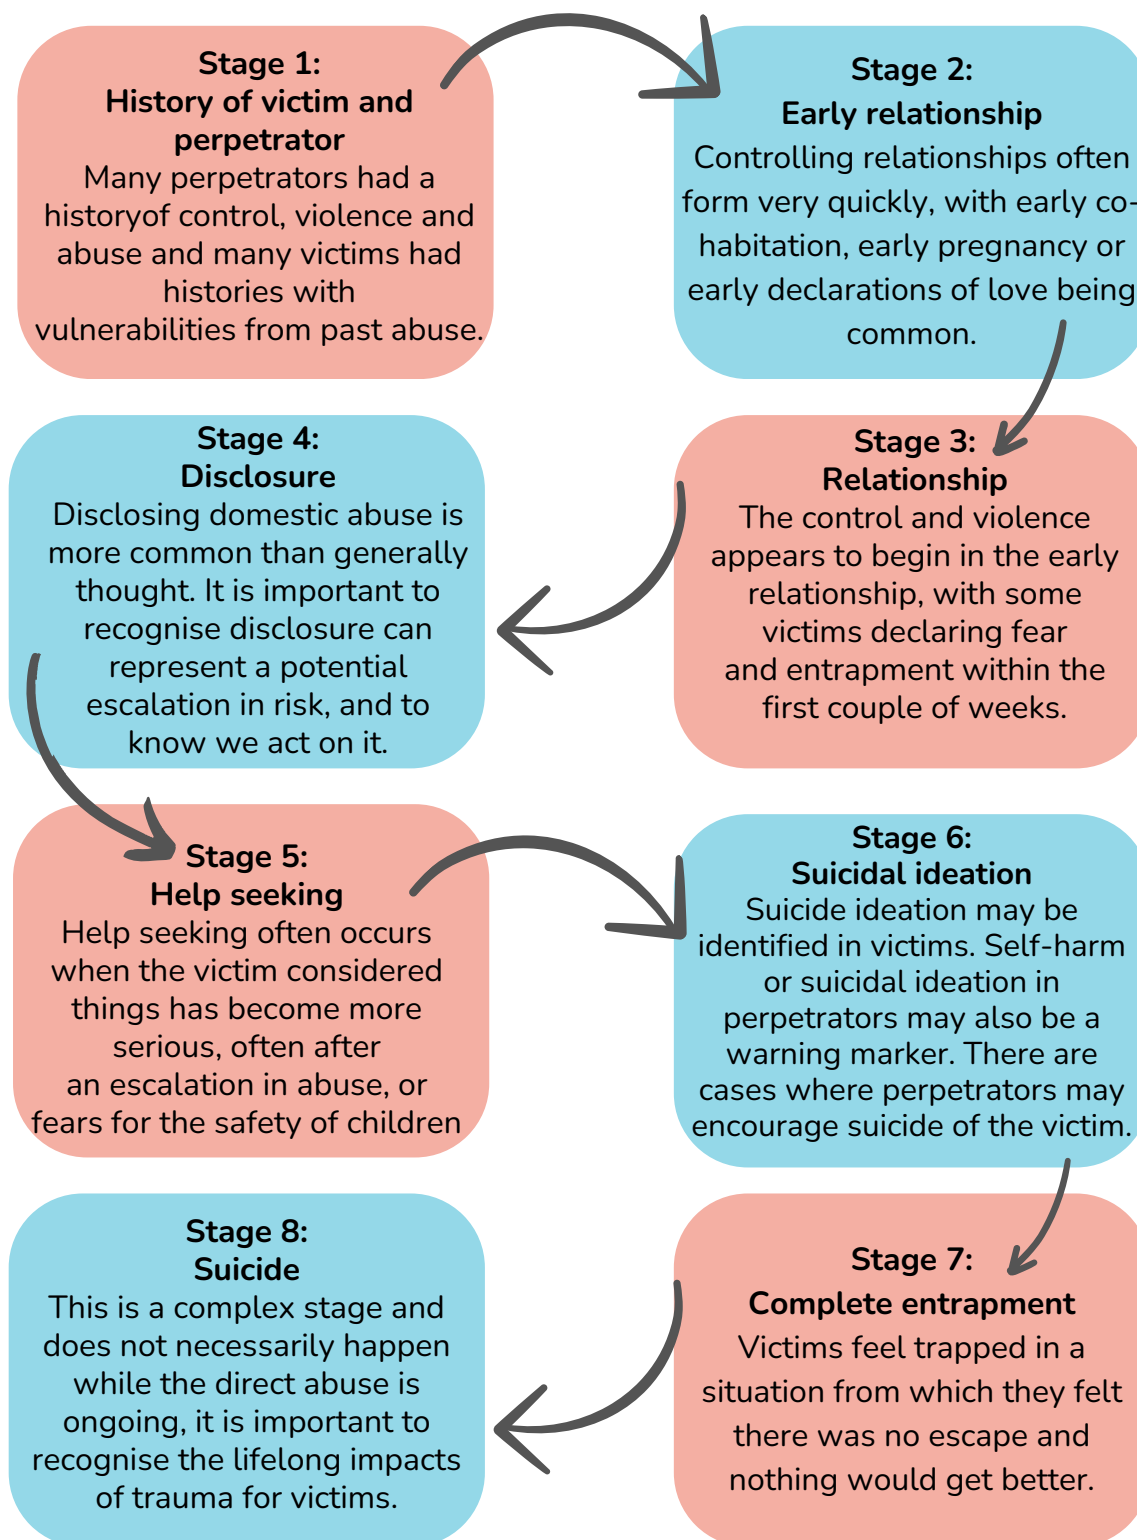 Stage 1:
History of victim and
perpetrator
Many perpetrators had a
historyof control, violence and
abuse and many victims had
histories with
vulnerabilities from past abuse.
Stage 2:
Early relationship
Controlling relationships often
form very quickly, with early co-
habitation, early pregnancy or
early declarations of love being
common.
Stage 3:
Relationship
The control and violence
appears to begin in the early
relationship, with some
victims declaring fear
and entrapment within the
first couple of weeks.
Stage 4:
Disclosure
Disclosing domestic abuse is
more common than generally
thought. It is important to
recognise disclosure can
represent a potential
escalation in risk, and to
know we act on it.
Stage 5:
Help seeking
Help seeking often occurs
when the victim considered
things has become more
serious, often after
an escalation in abuse, or
fears for the safety of children
Stage 6:
Suicidal ideation
Suicide ideation may be
identified in victims. Self-harm
or suicidal ideation in
perpetrators may also be a
warning marker. There are
cases where perpetrators may
encourage suicide of the victim.
Stage 7:
Complete entrapment
Victims feel trapped in a
situation from which they felt
there was no escape and
nothing would get better.
Stage 8:
Suicide
This is a complex stage and
does not necessarily happen
while the direct abuse is
ongoing, it is important to
recognise the lifelong impacts
of trauma for victims.